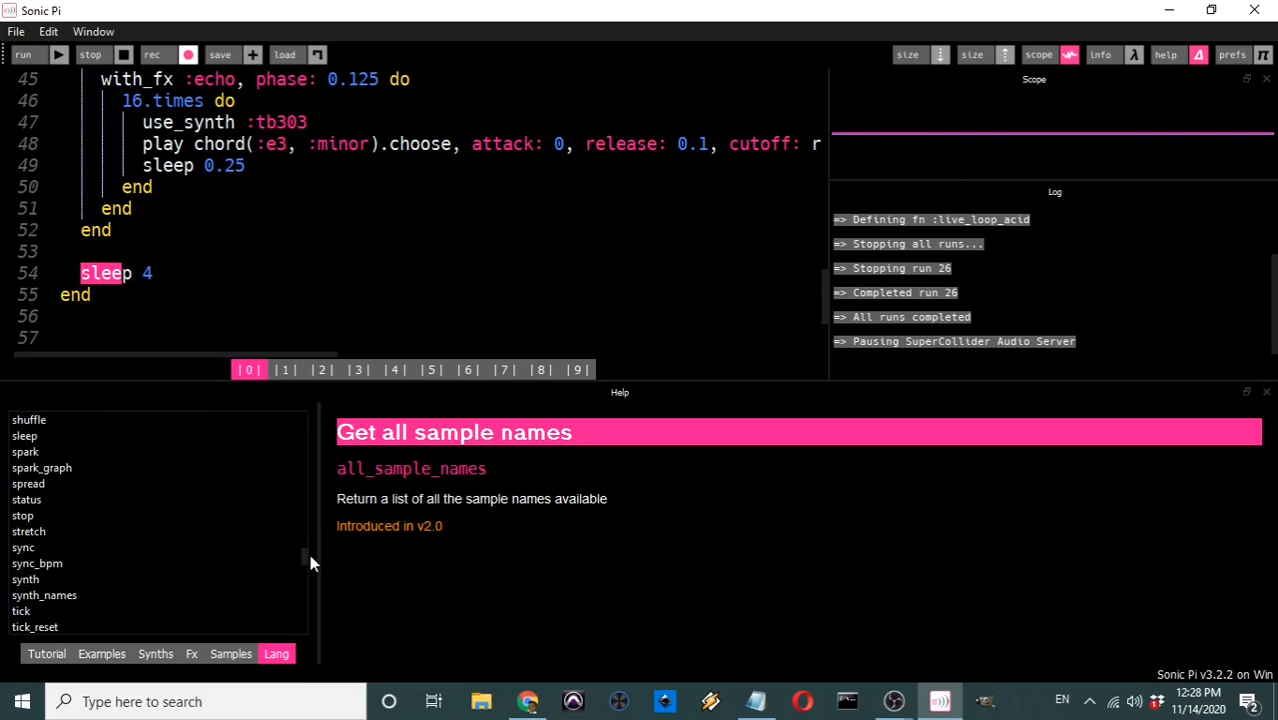 Sonic Pi
File Edit Window
run stop rec save load size size scope info help prefs
45 with_fx :echo, phase: 0.125 do
46 16.times do
47 use_synth :tb303
48 play chord(:e3, :minor).choose, attack: 0, release: 0.1, cutoff: r
49 sleep 0.25
50 end
51 end
52 end
53
54 sleep 4
55 end
56
57
|0| |1| |2| |3| |4| |5| |6| |7| |8| |9|
Scope
Log
=> Defining fn :live_loop_acid
=> Stopping all runs...
=> Stopping run 26
=> Completed run 26
=> All runs completed
=> Pausing SuperCollider Audio Server
Help
shuffle
sleep
spark
spark_graph
spread
status
stop
stretch
sync
sync_bpm
synth
synth_names
tick
tick_reset
Tutorial Examples Synths Fx Samples Lang
Get all sample names
all_sample_names
Return a list of all the sample names available
Introduced in v2.0
Sonic Pi v3.2.2 on Win
Type here to search
EN
12:28 PM
11/14/2020
2